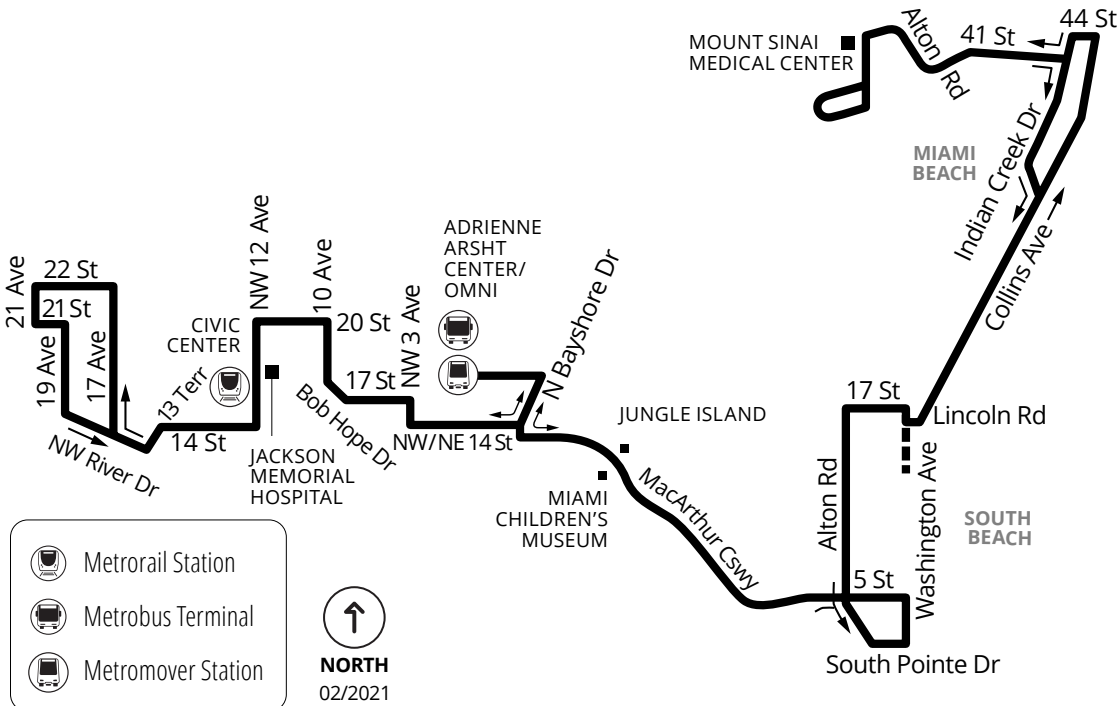 44 St
41 St
Alton
Rd
MOUNT SINAI
MEDICAL CENTER
MIAMI
BEACH
Indian Creek Dr
Collins Ave
ADRIENNE
ARSHT
CENTER/
OMNI
NW 12 Ave
10 Ave
21 Ave
22 St
21 St
CIVIC
CENTER
20 St
NW 3 Ave
N Bayshore Dr
19 Ave
17 Ave
13 Terr
17 St
Bob Hope Dr
14 St
NW/NE 14 St
NW River Dr
JACKSON
MEMORIAL
HOSPITAL
JUNGLE ISLAND
MIAMI
CHILDREN'S
MUSEUM
MacArthur Cswy
17 St
Lincoln Rd
Alton Rd
Washington Ave
SOUTH
BEACH
5 St
South Pointe Dr
Metrorail Station
Metrobus Terminal
Metromover Station
NORTH
02/2021